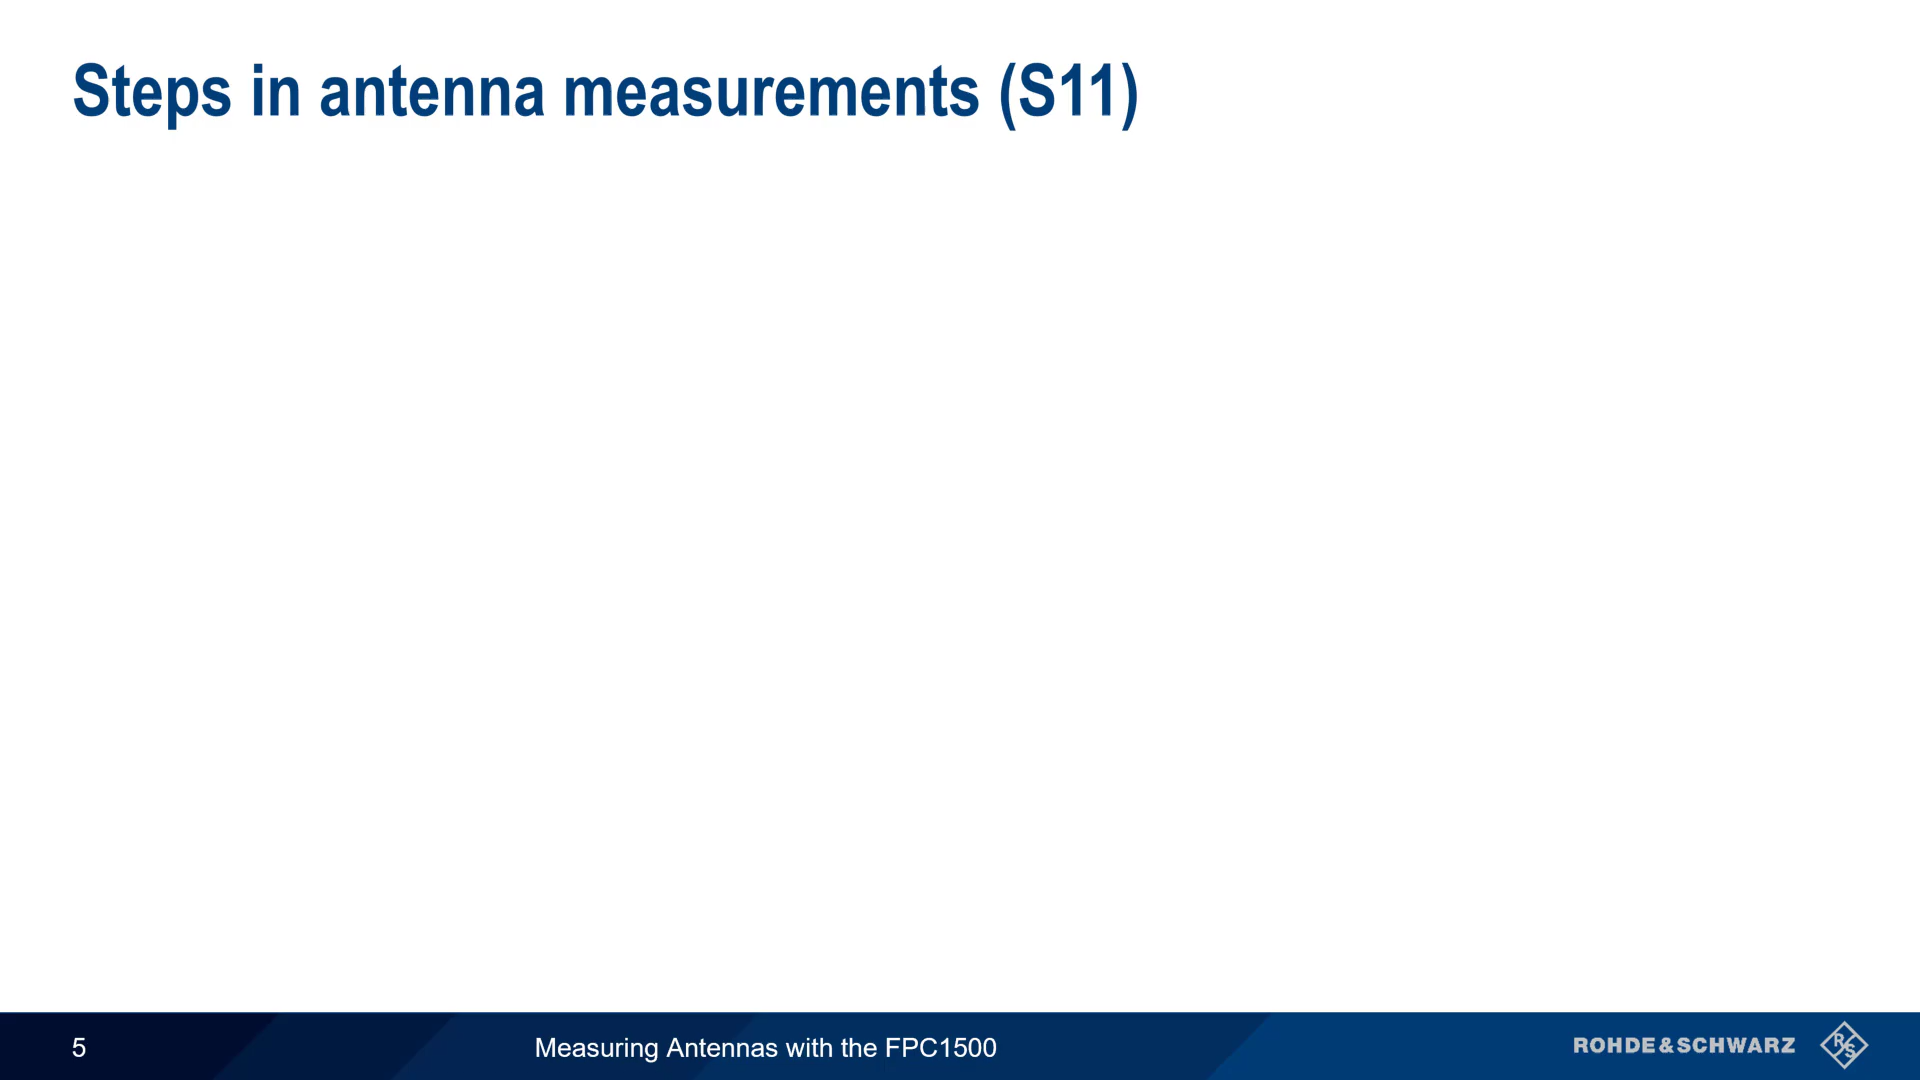 Steps in antenna measurements (S11)
5
Measuring Antennas with the FPC1500
ROHDE&SCHWARZ
R
S